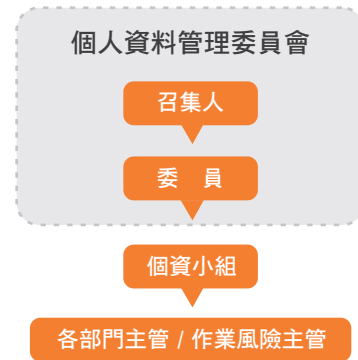 個人資料管理委員會
召集人
委　員
個資小組
各部門主管 / 作業風險主管